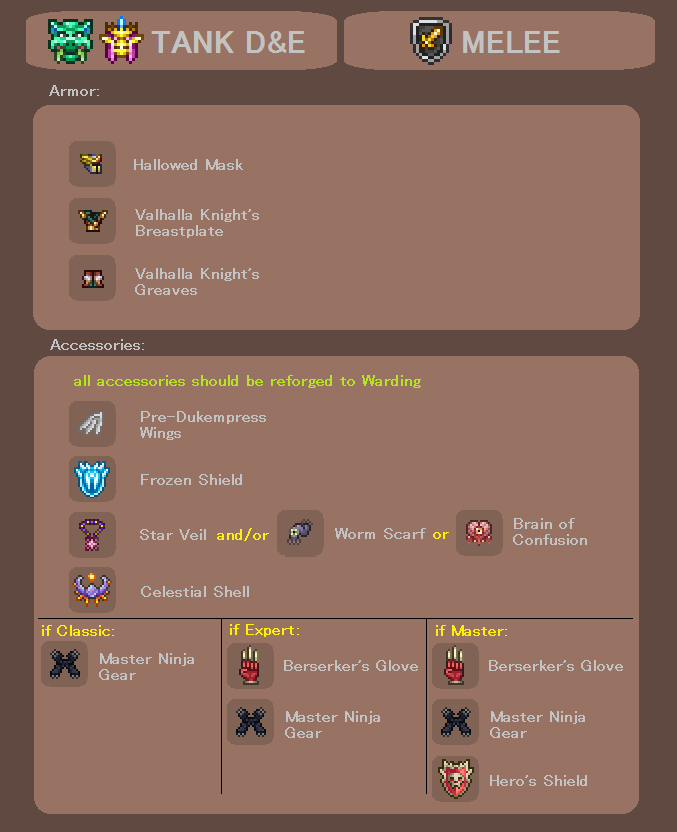 TANK D&E
MELEE
Armor:
Hallowed Mask
Valhalla Knight's
Breastplate
Valhalla Knight's
Greaves
Accessories:
all accessories should be reforged to Warding
Pre-Dukempress
Wings
Frozen Shield
Star Veil and/or Worm Scarf or Brain of
Confusion
Celestial Shell
if Classic:
Master Ninja
Gear
if Expert:
Berserker's Glove
Master Ninja
Gear
if Master:
Berserker's Glove
Master Ninja
Gear
Hero's Shield